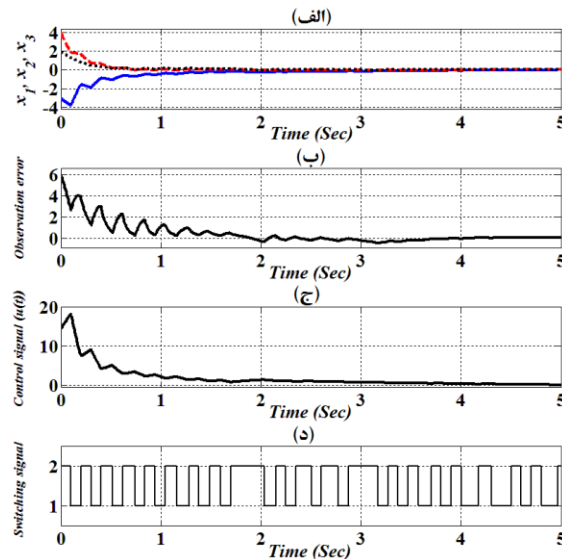 (الف)
x1, x2, x3
4
2
0
-2
-4
0 1 2 3 4 5
Time (Sec)
(ب)
Observation error
6
4
2
0
0 1 2 3 4 5
Time (Sec)
(ج)
Control signal (u(t))
20
10
0
0 1 2 3 4 5
Time (Sec)
(د)
Switching signal
2
1
0 1 2 3 4 5
Time (Sec)